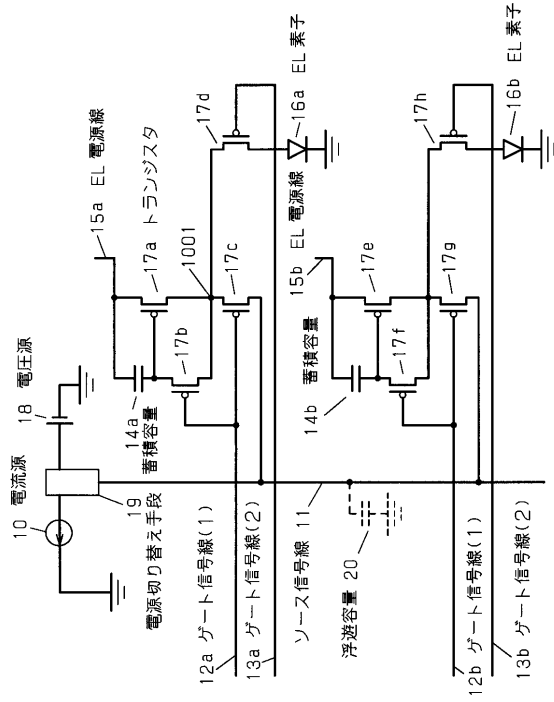 10 電流源
18 電圧源
19
電源切り替え手段
15a EL 電源線
14a
蓄積容量
17a トランジスタ
17b
1001
17c
17d
16a EL 素子
12a ゲート信号線(1)
13a ゲート信号線(2)
ソース信号線 11
浮遊容量 20
15b EL 電源線
蓄積容量
14b
17e
17f
17g
17h
16b EL 素子
12b ゲート信号線(1)
13b ゲート信号線(2)